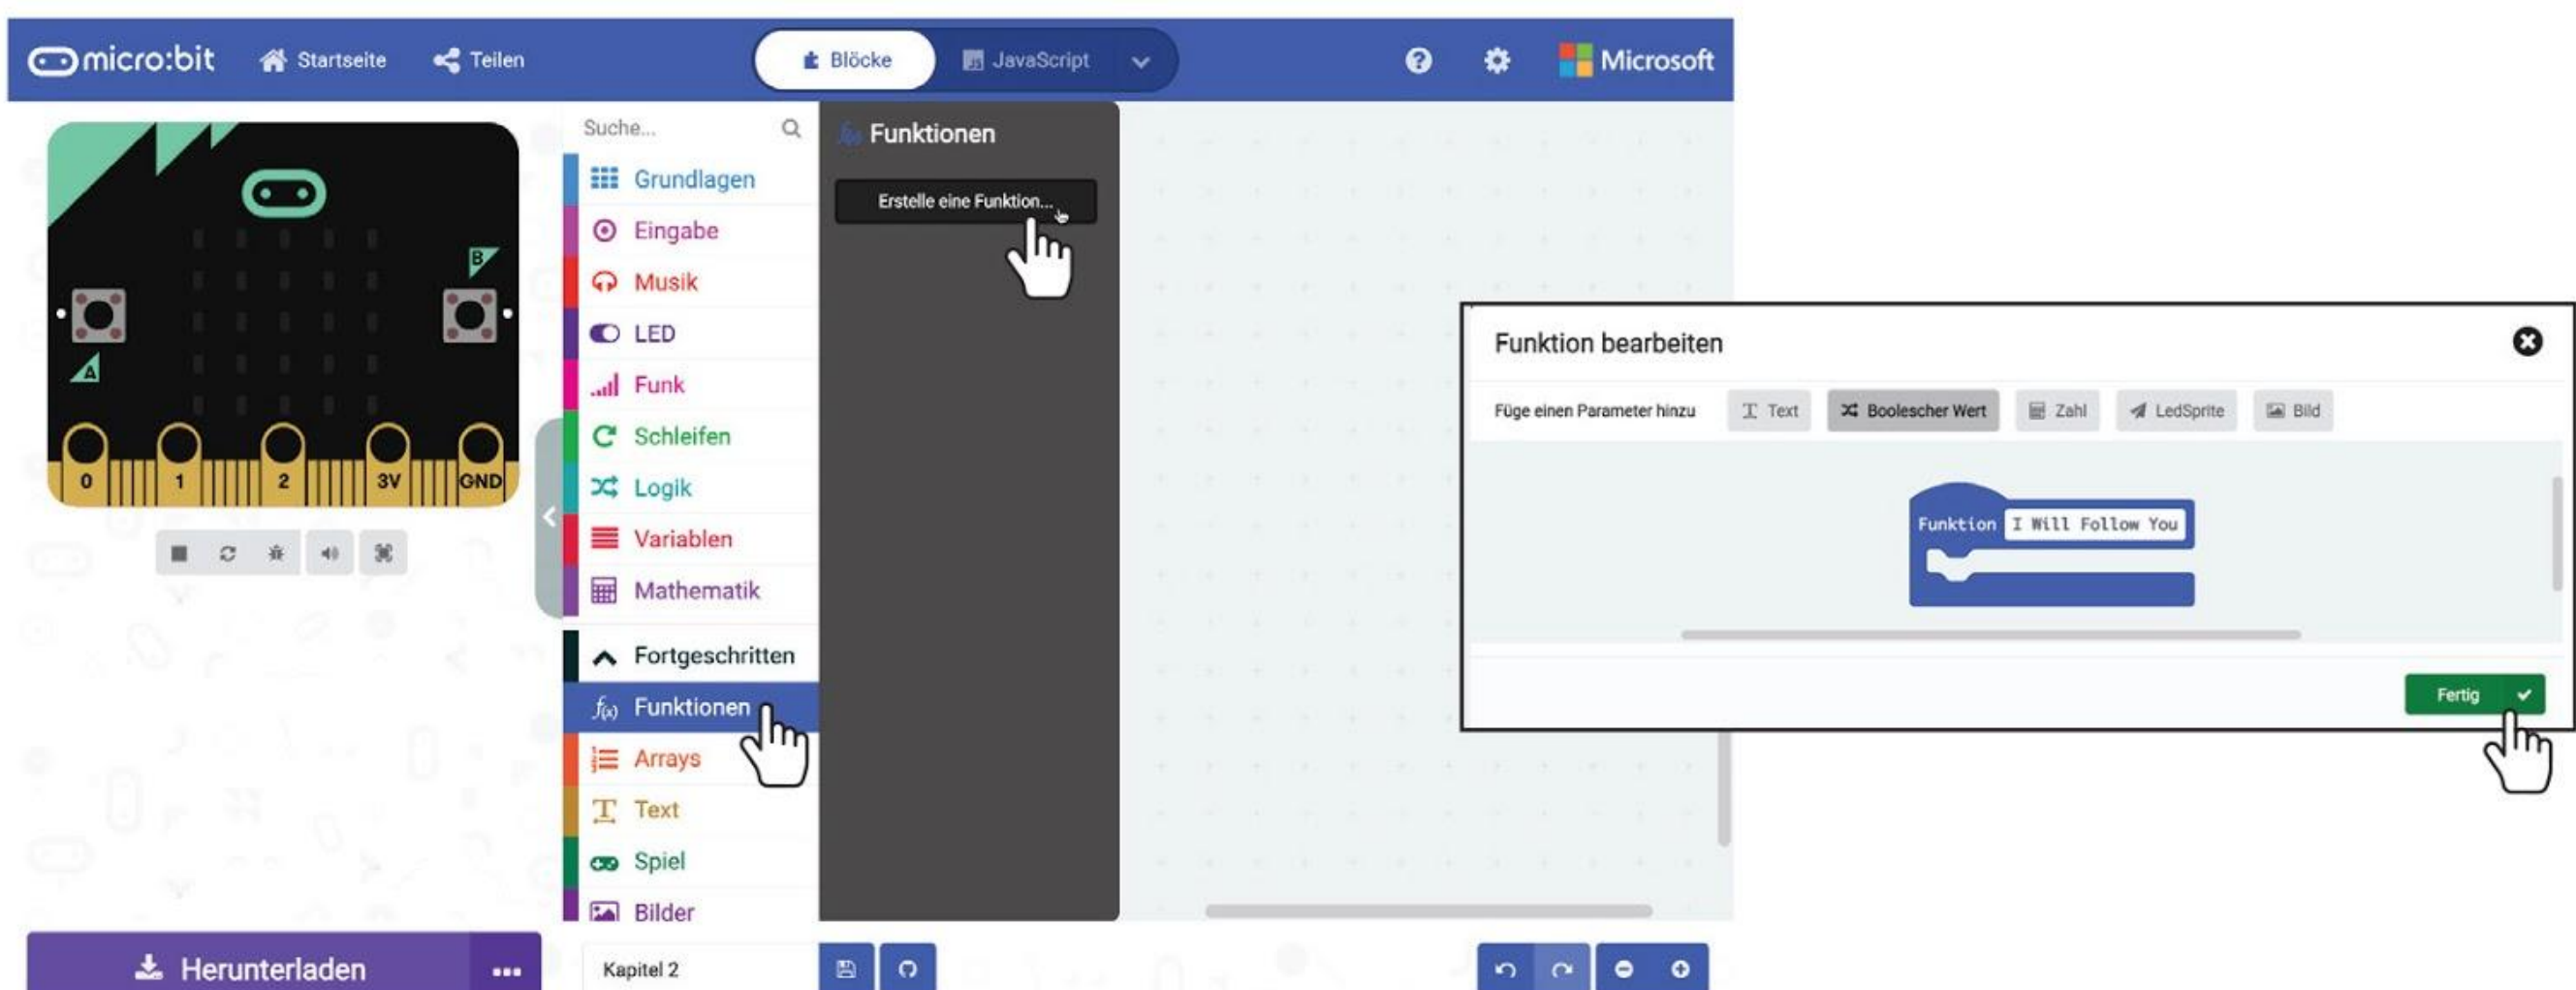 micro:bit
Startseite
Teilen
Blöcke
JavaScript
Microsoft
B
A
0 1 2 3V GND
Suche...
Grundlagen
Eingabe
Musik
LED
Funk
Schleifen
Logik
Variablen
Mathematik
Fortgeschritten
f(x) Funktionen
Arrays
Text
Spiel
Bilder
Funktionen
Erstelle eine Funktion...
Funktion bearbeiten
Füge einen Parameter hinzu
Text
Boolescher Wert
Zahl
LedSprite
Bild
Funktion I Will Follow You
Fertig
Herunterladen
Kapitel 2